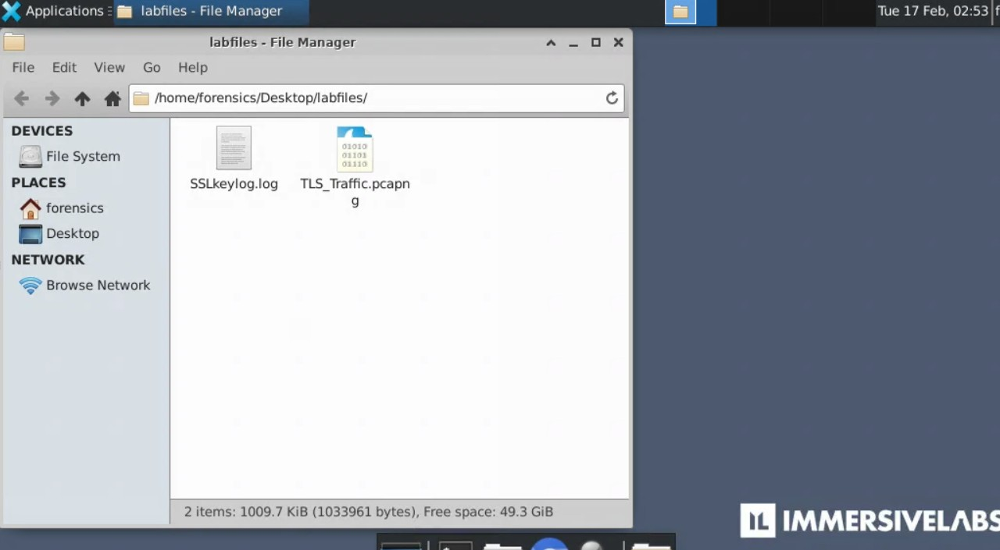 Applications labfiles - File Manager Tue 17 Feb, 02:53 f
labfiles - File Manager
File Edit View Go Help
/home/forensics/Desktop/labfiles/
DEVICES
File System
PLACES
forensics
Desktop
NETWORK
Browse Network
SSLkeylog.log
TLS_Traffic.pcapn
g
01010
01101
01110
2 items: 1009.7 KiB (1033961 bytes), Free space: 49.3 GiB
IL IMMERSIVELABS